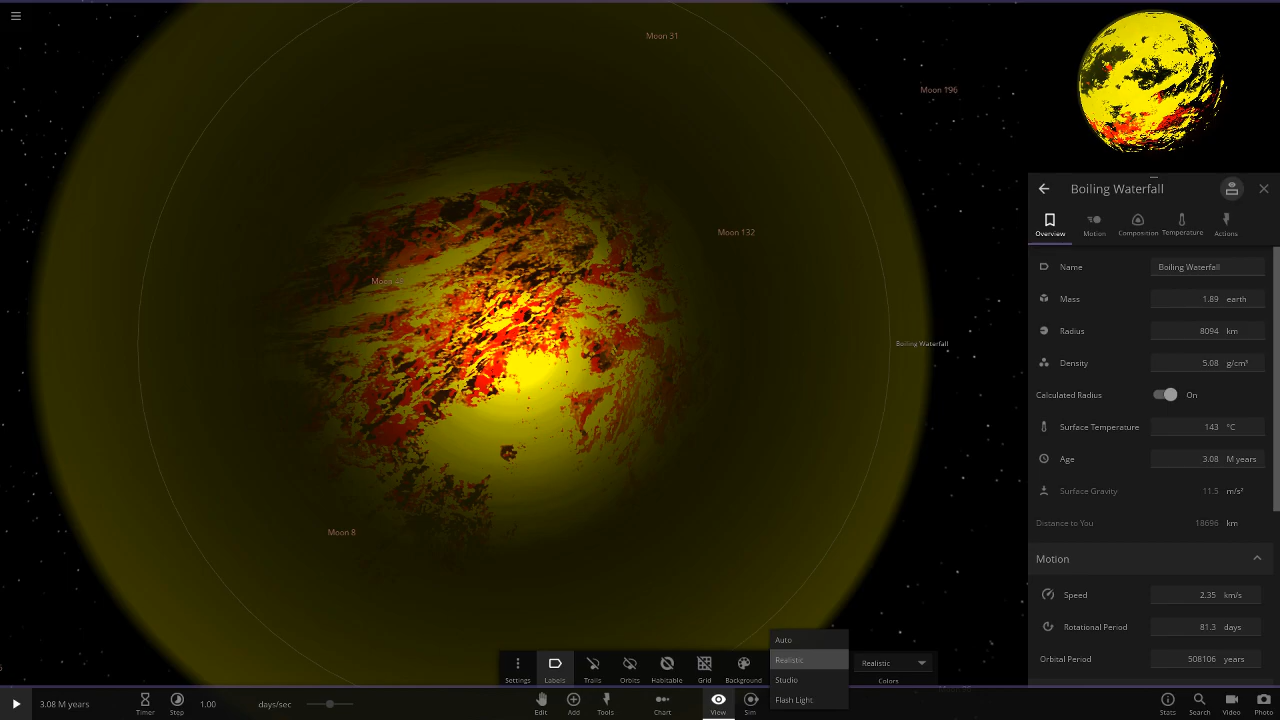 Moon 31
Moon 196
Moon 132
Boiling Waterfall
Moon 8
Boiling Waterfall
Overview
Motion
Composition
Temperature
Actions
Name Boiling Waterfall
Mass 1.89 earth
Radius 8094 km
Density 5.08 g/cm³
Calculated Radius On
Surface Temperature 143 °C
Age 3.08 M years
Surface Gravity 11.5 m/s²
Distance to You 18696 km
Motion
Speed 2.35 km/s
Rotational Period 81.3 days
Orbital Period 508106 years
Auto
Realistic
Studio
Flash Light
Settings
Labels
Trails
Orbits
Habitable
Grid
Background
Realistic
Colors
3.08 M years
Timer
Step
1.00 days/sec
Edit
Add
Tools
Chart
View
Sim
Stats
Search
Video
Photo